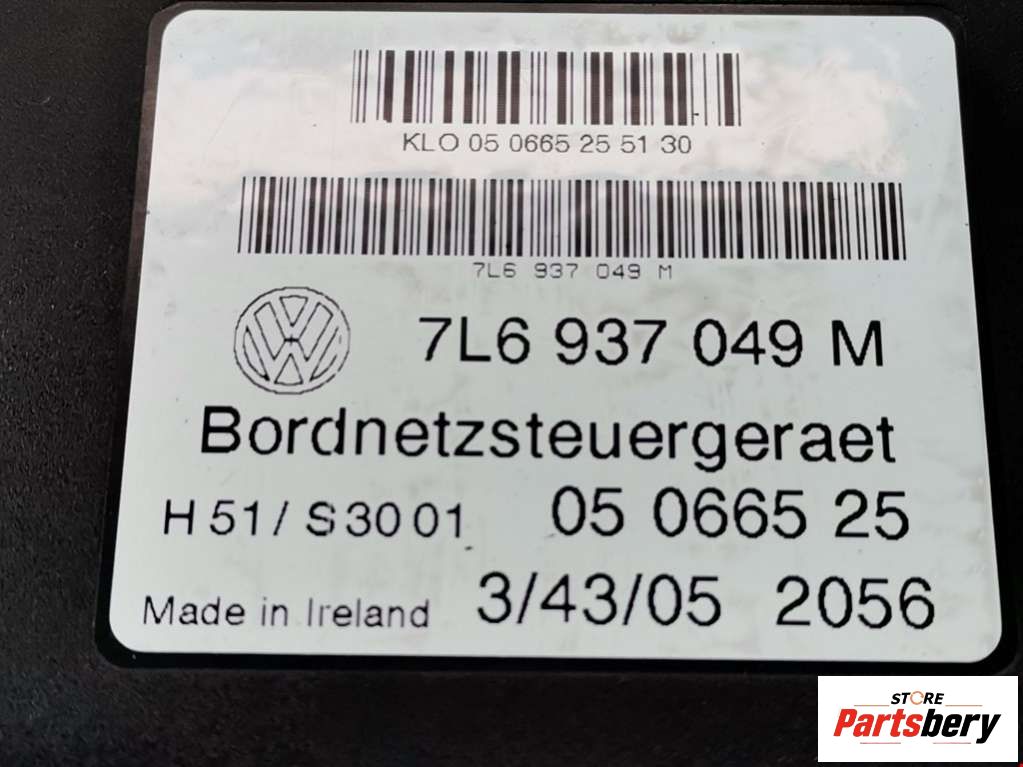 KLO 05 0665 25 51 30
7L6 937 049 M
7L6 937 049 M
Bordnetzsteuergeraet
H 51 / S 30 01 05 0665 25
Made in Ireland 3/43/05 2056
STORE
Partsbery